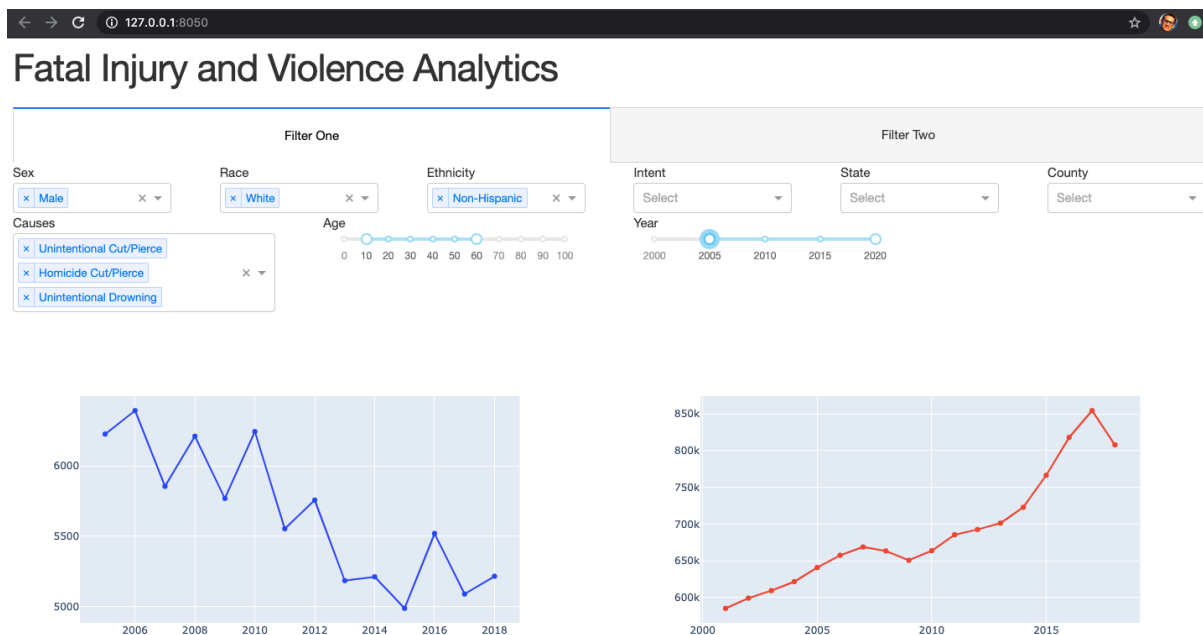 127.0.0.1:8050
Fatal Injury and Violence Analytics
Filter One Filter Two
Sex Race Ethnicity Intent State County
× Male × White × Non-Hispanic Select Select Select
Causes Age Year
× Unintentional Cut/Pierce
× Homicide Cut/Pierce
× Unintentional Drowning
0 10 20 30 40 50 60 70 80 90 100
2000 2005 2010 2015 2020
6000
5500
5000
2006 2008 2010 2012 2014 2016 2018
850k
800k
750k
700k
650k
600k
2000 2005 2010 2015